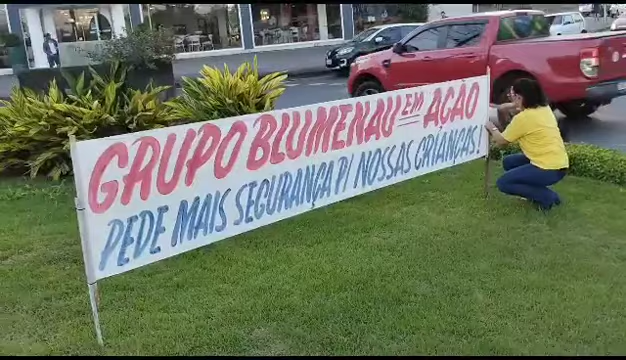 GRUPO BLUMENAU EM AÇÃO
PEDE MAIS SEGURANÇA P/ NOSSAS CRIANÇAS!